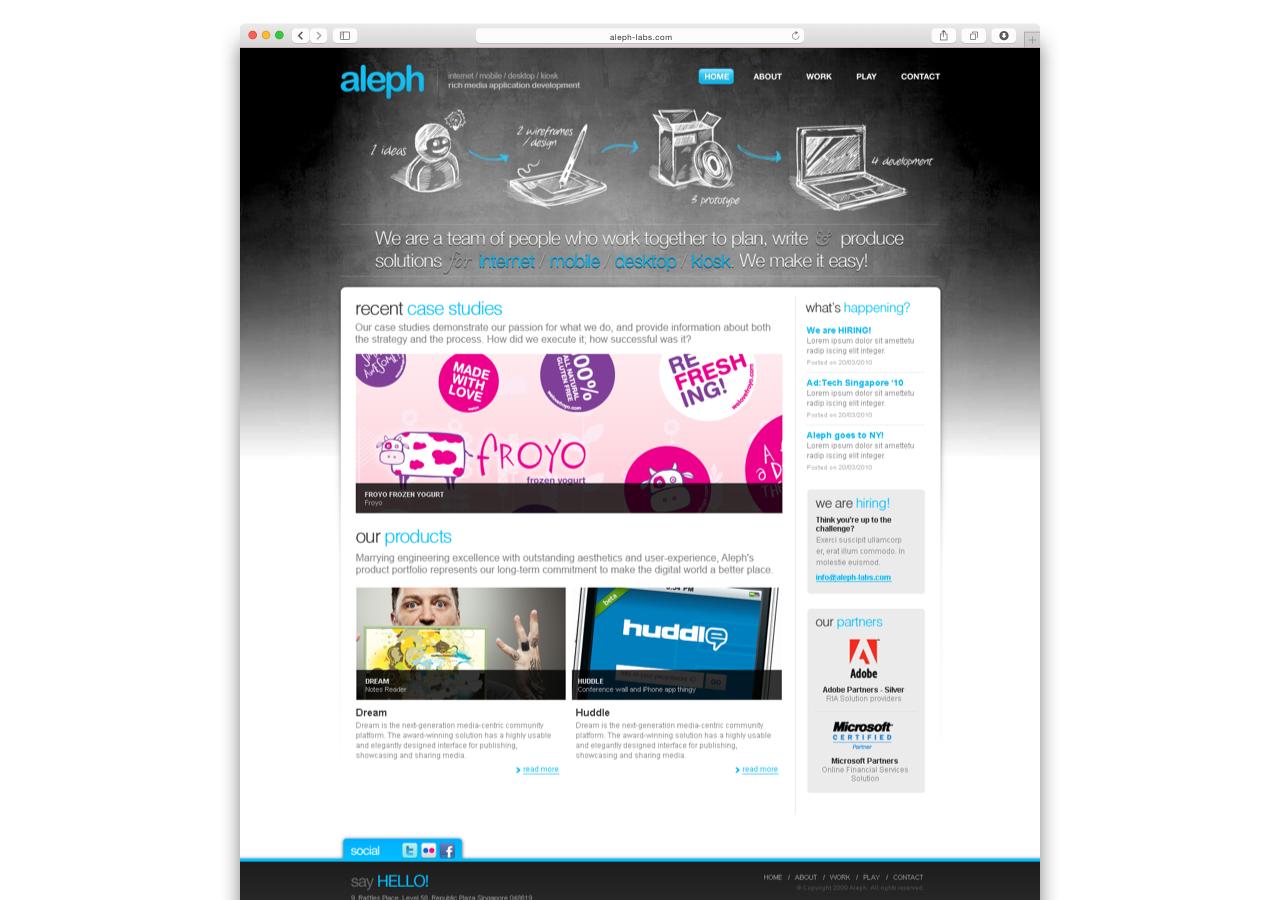 aleph-labs.com
aleph
internet / mobile / desktop / kiosk
rich media application development
HOME ABOUT WORK PLAY CONTACT
1 ideas
2 wireframes
/ design
3 prototype
4 development
We are a team of people who work together to plan, write & produce
solutions for internet / mobile / desktop / kiosk. We make it easy!
recent case studies
Our case studies demonstrate our passion for what we do, and provide information about both
the strategy and the process. How did we execute it; how successful was it?
MADE
WITH
LOVE
100%
ALL NATURAL
GLUTEN FREE
welovefroyo.com
RE
FRESH
ING!
welovefroyo.com
FROYO
frozen yogurt
FROYO FROZEN YOGURT
Froyo
our products
Marrying engineering excellence with outstanding aesthetics and user-experience, Aleph's
product portfolio represents our long-term commitment to make the digital world a better place.
DREAM
Notes Reader
beta
huddle
GO
HUDDLE
Conference wall and iPhone app thingy
Dream
Dream is the next-generation media-centric community
platform. The award-winning solution has a highly usable
and elegantly designed interface for publishing,
showcasing and sharing media.
read more
Huddle
Dream is the next-generation media-centric community
platform. The award-winning solution has a highly usable
and elegantly designed interface for publishing,
showcasing and sharing media.
read more
what's happening?
We are HIRING!
Lorem ipsum dolor sit amettetu
radip iscing elit integer.
Posted on 20/03/2010
Ad:Tech Singapore '10
Lorem ipsum dolor sit amettetu
radip iscing elit integer.
Posted on 20/03/2010
Aleph goes to NY!
Lorem ipsum dolor sit amettetu
radip iscing elit integer.
Posted on 20/03/2010
we are hiring!
Think you're up to the
challenge?
Exerci suscipit ullamcorp
er, erat illum commodo. In
molestie euismod.
info@aleph-labs.com
our partners
Adobe
Adobe Partners - Silver
RIA Solution providers
Microsoft
CERTIFIED
Partner
Microsoft Partners
Online Financial Services
Solution
social
say HELLO!
9, Raffles Place, Level 58, Republic Plaza Singapore 048619
HOME / ABOUT / WORK / PLAY / CONTACT
© Copyright 2009 Aleph. All rights reserved.